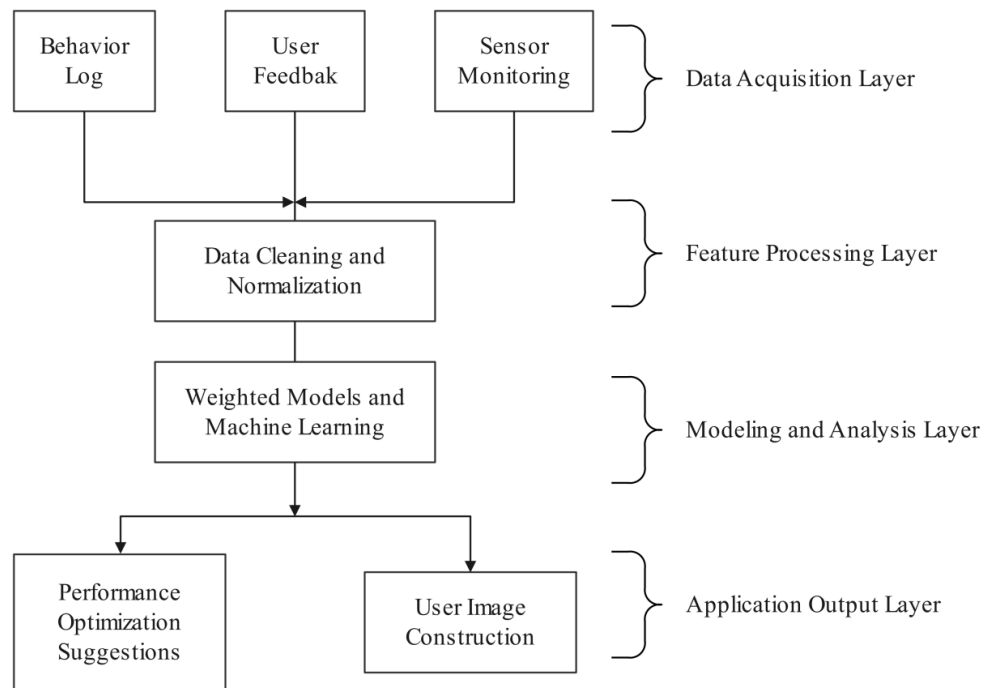 Behavior
Log
User
Feedbak
Sensor
Monitoring
Data Acquisition Layer
Data Cleaning and
Normalization
Feature Processing Layer
Weighted Models and
Machine Learning
Modeling and Analysis Layer
Performance
Optimization
Suggestions
User Image
Construction
Application Output Layer